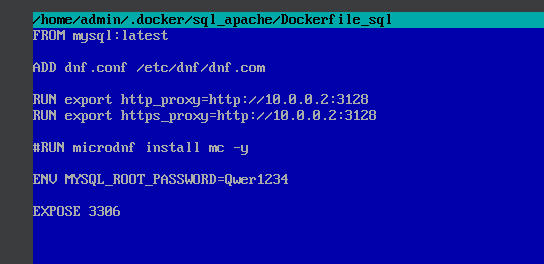 /home/admin/.docker/sql_apache/Dockerfile_sql
FROM mysql:latest
ADD dnf.conf /etc/dnf/dnf.com
RUN export http_proxy=http://10.0.0.2:3128
RUN export https_proxy=http://10.0.0.2:3128
#RUN microdnf install mc -y
ENV MYSQL_ROOT_PASSWORD=Qwer1234
EXPOSE 3306